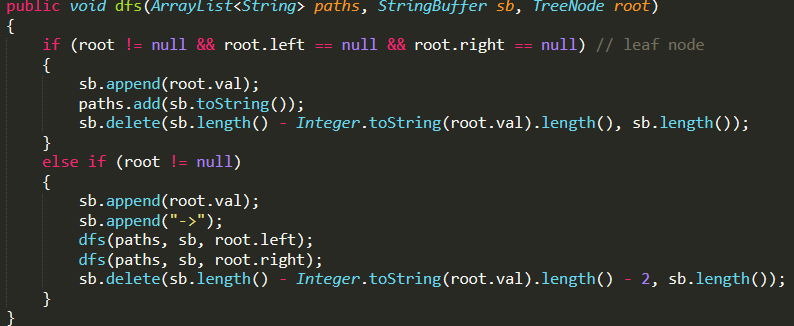 public void dfs(ArrayList<String> paths, StringBuffer sb, TreeNode root)
{
    if (root != null && root.left == null && root.right == null) // leaf node
    {
        sb.append(root.val);
        paths.add(sb.toString());
        sb.delete(sb.length() - Integer.toString(root.val).length(), sb.length());
    }
    else if (root != null)
    {
        sb.append(root.val);
        sb.append("->");
        dfs(paths, sb, root.left);
        dfs(paths, sb, root.right);
        sb.delete(sb.length() - Integer.toString(root.val).length() - 2, sb.length());
    }
}